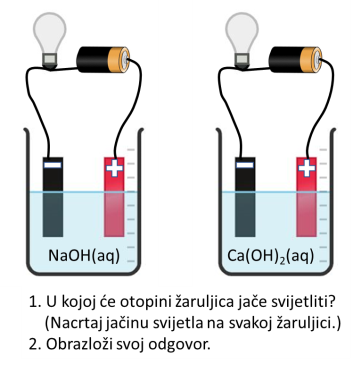 − + − +
NaOH(aq) Ca(OH)₂(aq)
1. U kojoj će otopini žaruljica jače svijetliti?
(Nacrtaj jačinu svijetla na svakoj žaruljici.)
2. Obrazloži svoj odgovor.